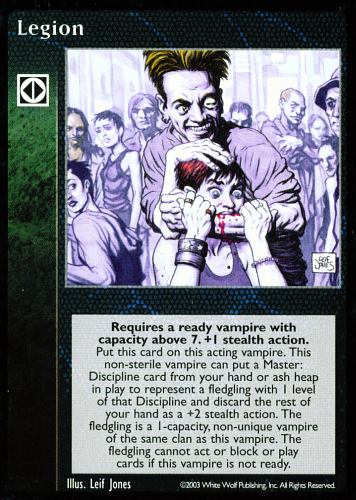 Legion
LEIF
JONES
Requires a ready vampire with
capacity above 7. +1 stealth action.
Put this card on this acting vampire. This
non-sterile vampire can put a Master:
Discipline card from your hand or ash heap
in play to represent a fledgling with 1 level
of that Discipline and discard the rest
of your hand as a +2 stealth action. The
fledgling is a 1-capacity, non-unique vampire
of the same clan as this vampire. The
fledgling cannot act or block or play
cards if this vampire is not ready.
Illus. Leif Jones
©2003 White Wolf Publishing, Inc. All Rights Reserved.